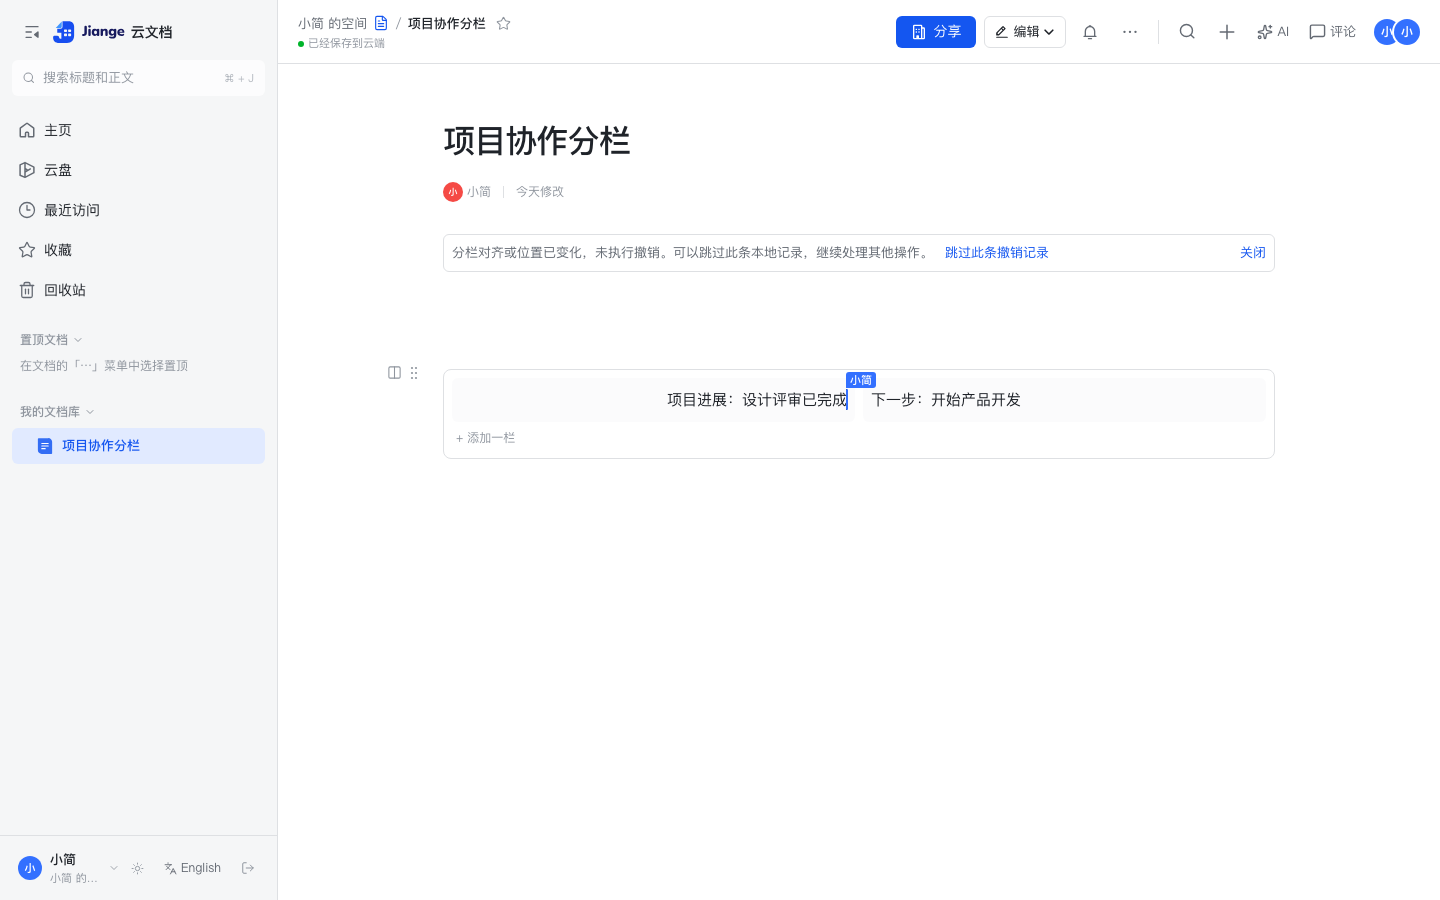 Jiange 云文档
搜索标题和正文 ⌘ + J
主页
云盘
最近访问
收藏
回收站
置顶文档
在文档的「…」菜单中选择置顶
我的文档库
项目协作分栏
小简
小简 的...
English
小简 的空间 / 项目协作分栏
已经保存到云端
分享
编辑
AI
评论
小 小
项目协作分栏
小 小简 今天修改
分栏对齐或位置已变化，未执行撤销。可以跳过此条本地记录，继续处理其他操作。 跳过此条撤销记录 关闭
小简
项目进展：设计评审已完成 下一步：开始产品开发
+ 添加一栏
小